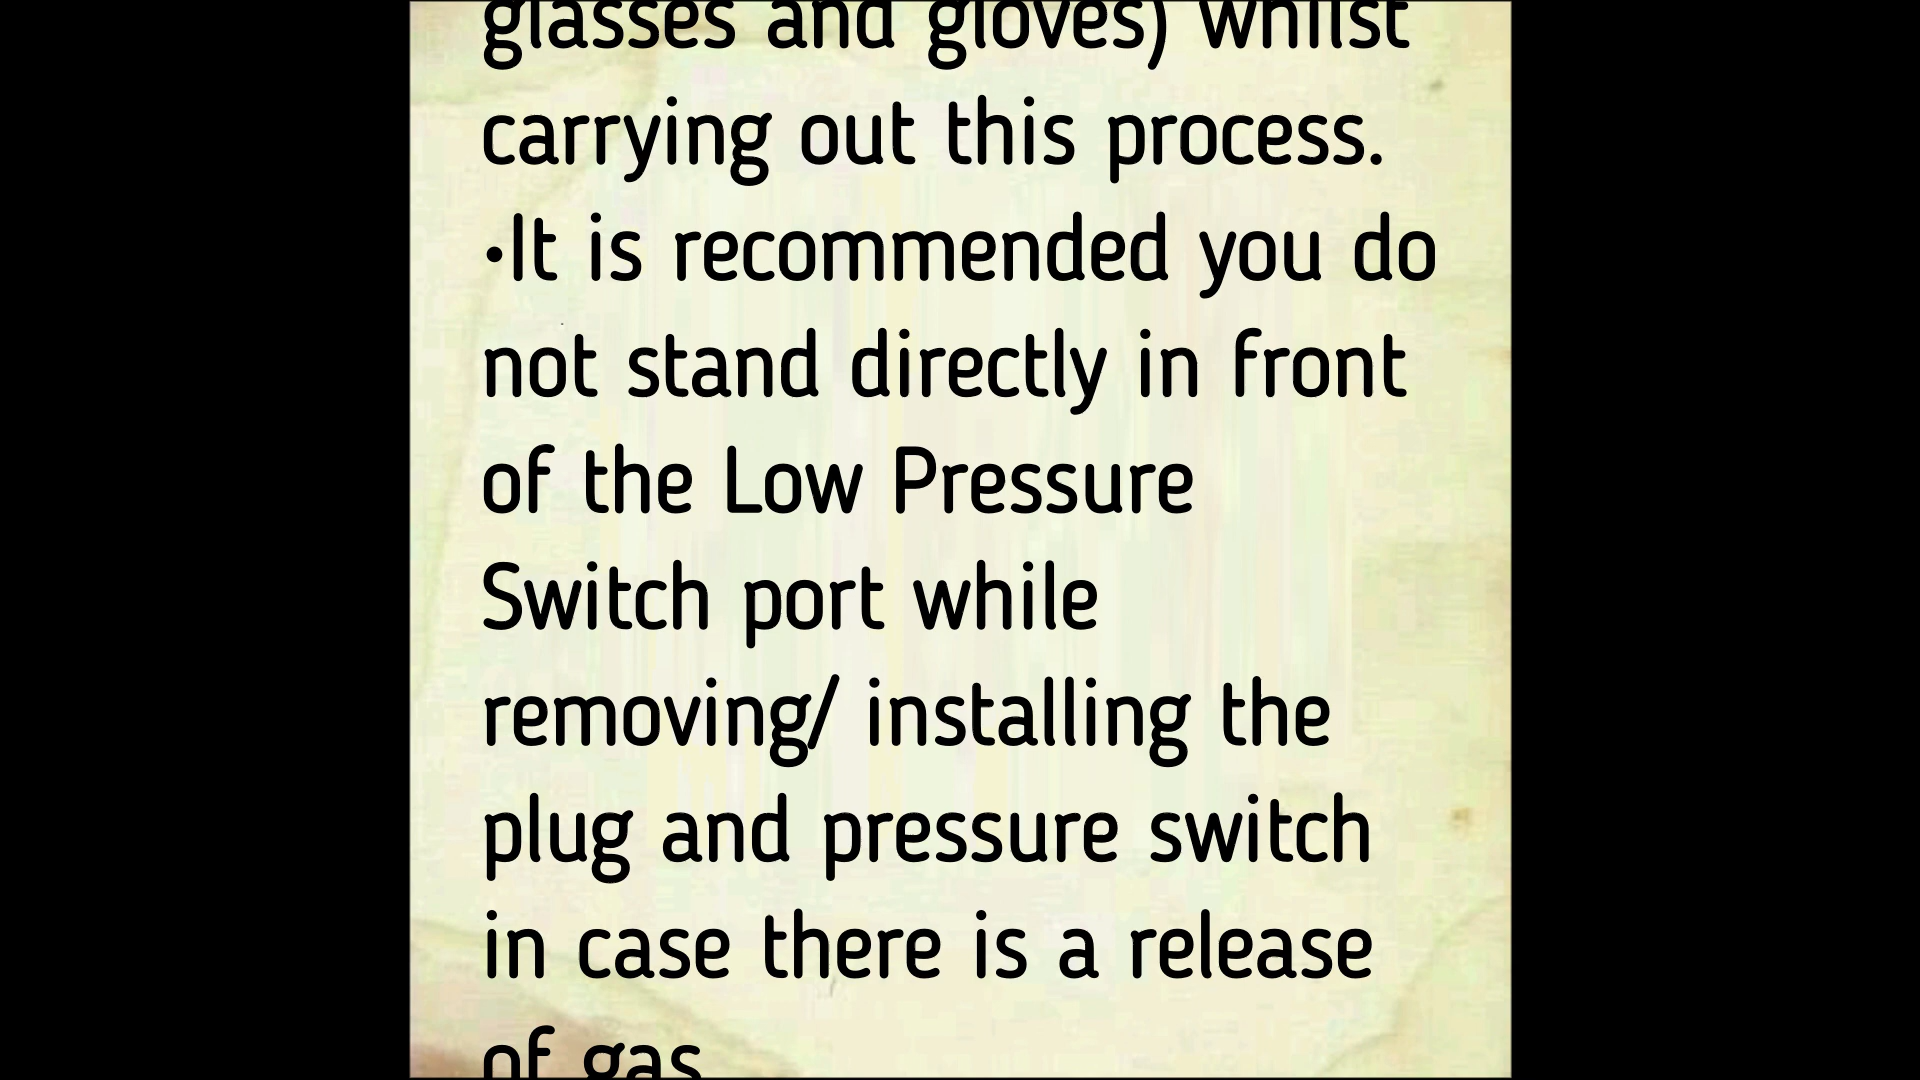 glasses and gloves) whilst
carrying out this process.
•It is recommended you do
not stand directly in front
of the Low Pressure
Switch port while
removing/ installing the
plug and pressure switch
in case there is a release
of gas